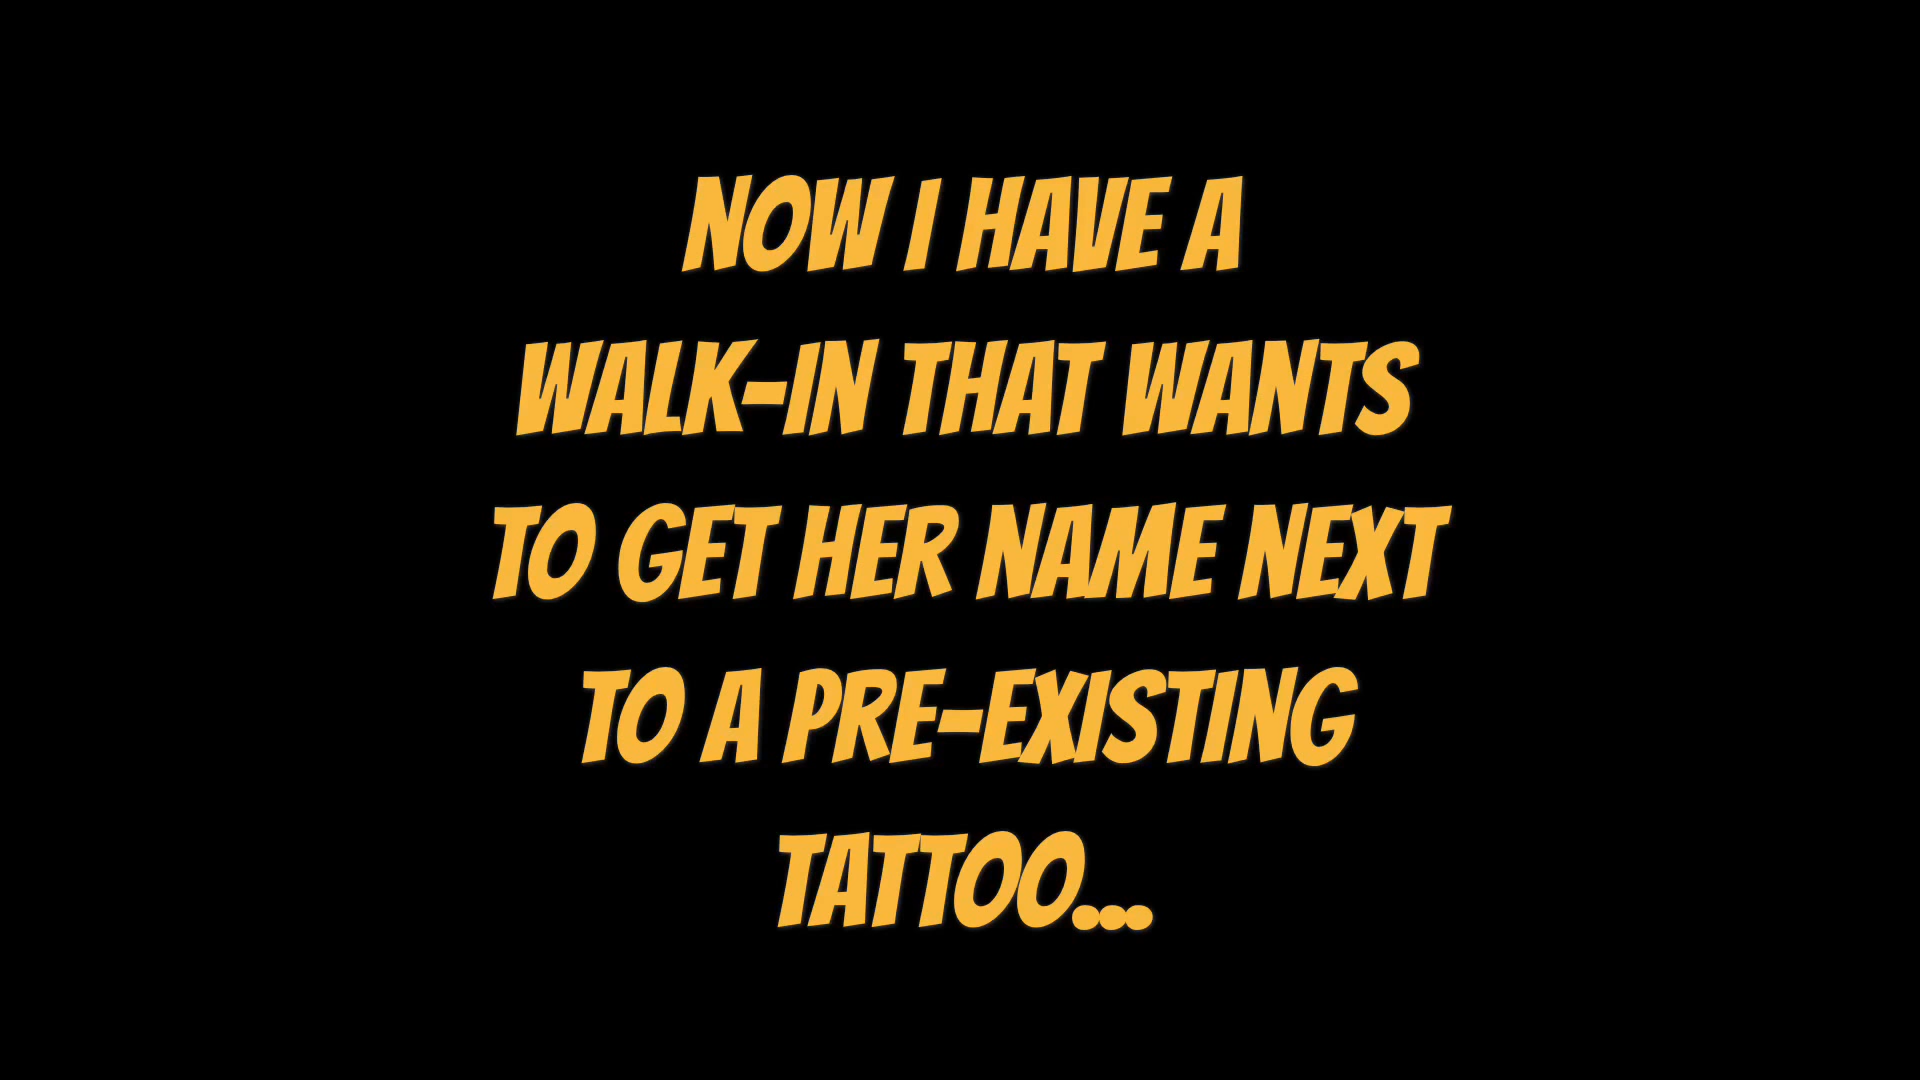 NOW I HAVE A
WALK-IN THAT WANTS
TO GET HER NAME NEXT
TO A PRE-EXISTING
TATTOO...